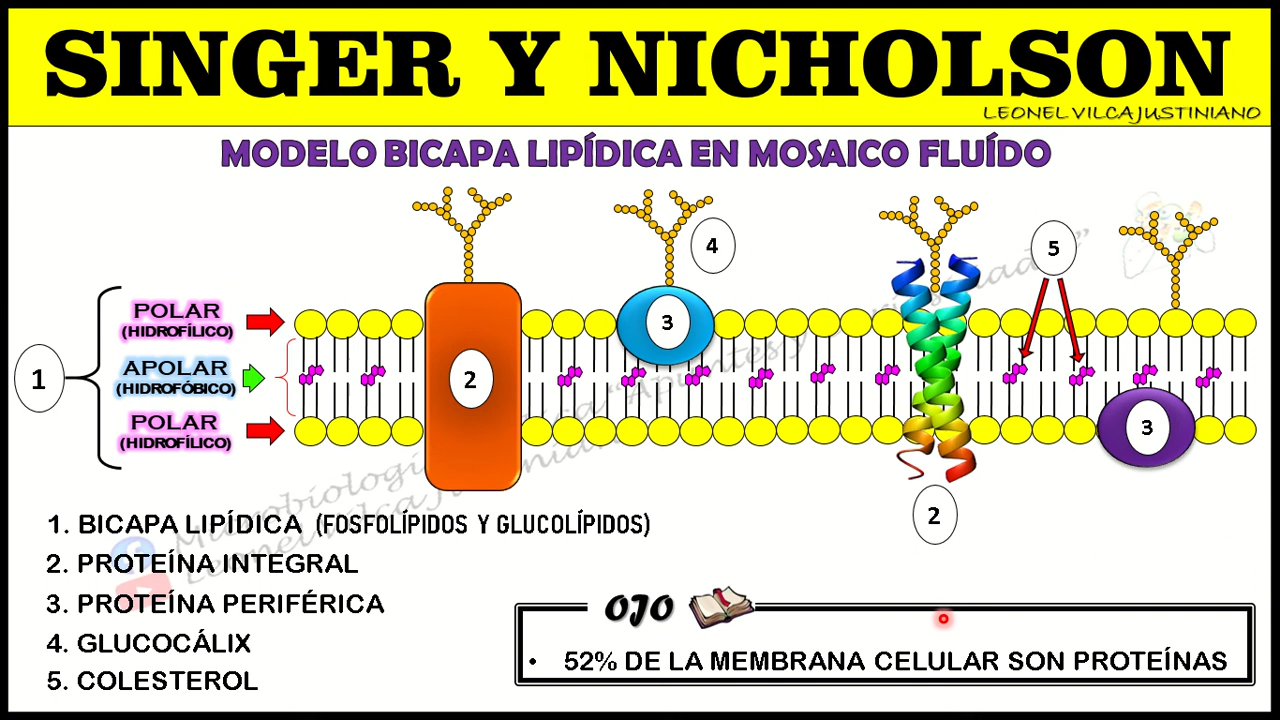 SINGER Y NICHOLSON
LEONEL VILCA JUSTINIANO
MODELO BICAPA LIPÍDICA EN MOSAICO FLUÍDO
4
5
POLAR
(HIDROFÍLICO)
3
1
APOLAR
(HIDROFÓBICO)
2
POLAR
(HIDROFÍLICO)
3
2
1. BICAPA LIPÍDICA (FOSFOLÍPIDOS Y GLUCOLÍPIDOS)
2. PROTEÍNA INTEGRAL
3. PROTEÍNA PERIFÉRICA
4. GLUCOCÁLIX
5. COLESTEROL
OJO
• 52% DE LA MEMBRANA CELULAR SON PROTEÍNAS